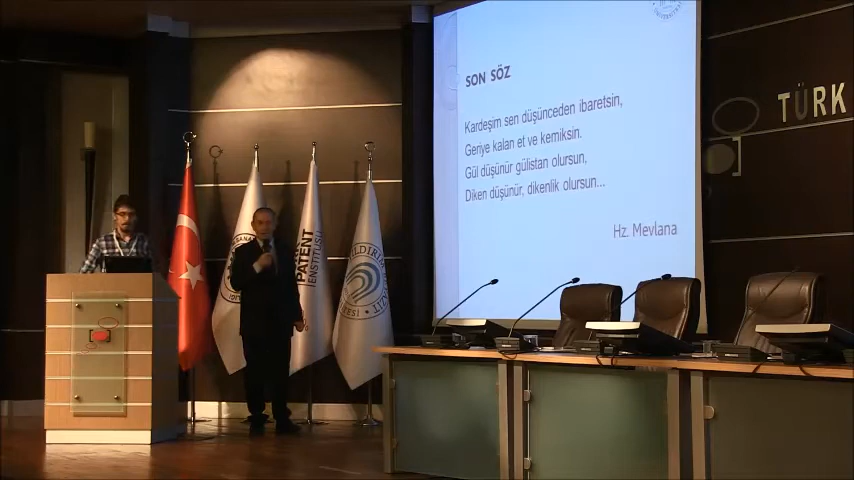 SON SÖZ
Kardeşim sen düşünceden ibaretsin,
Geriye kalan et ve kemiksin.
Gül düşünür gülistan olursun,
Diken düşünür, dikenlik olursun...
Hz. Mevlana
TÜRK
PATENT
ENSTİTÜSÜ